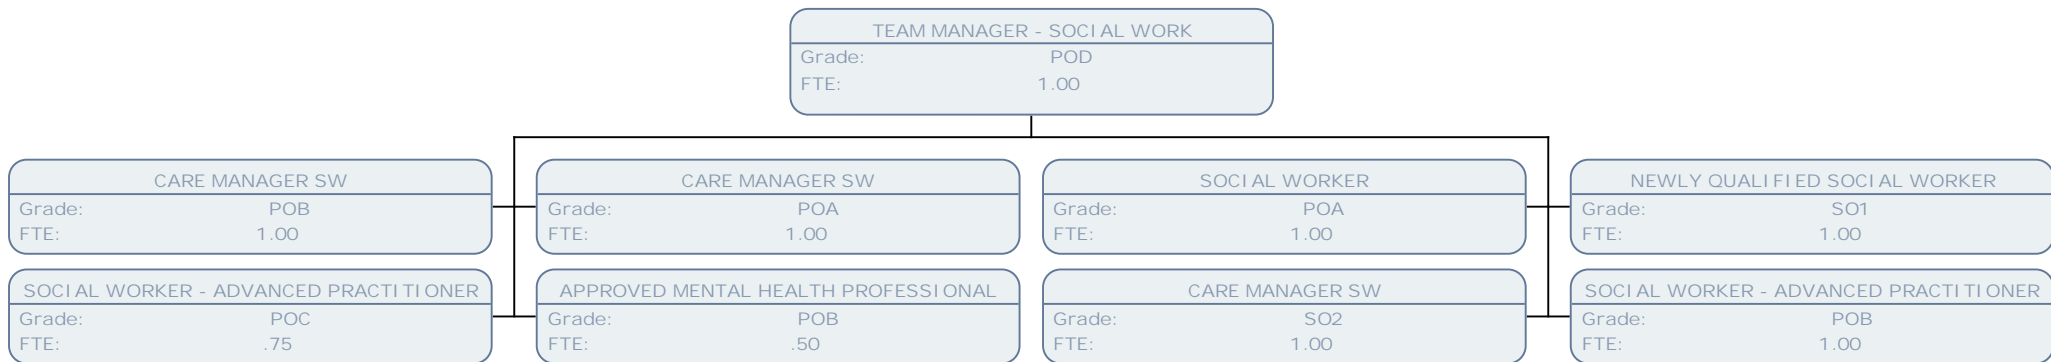 TEAM MANAGER - SOCIAL WORK
Grade: POD
FTE: 1.00
CARE MANAGER SW
Grade: POB
FTE: 1.00
CARE MANAGER SW
Grade: POA
FTE: 1.00
SOCIAL WORKER
Grade: POA
FTE: 1.00
NEWLY QUALIFIED SOCIAL WORKER
Grade: SO1
FTE: 1.00
SOCIAL WORKER - ADVANCED PRACTITIONER
Grade: POC
FTE: .75
APPROVED MENTAL HEALTH PROFESSIONAL
Grade: POB
FTE: .50
CARE MANAGER SW
Grade: SO2
FTE: 1.00
SOCIAL WORKER - ADVANCED PRACTITIONER
Grade: POB
FTE: 1.00